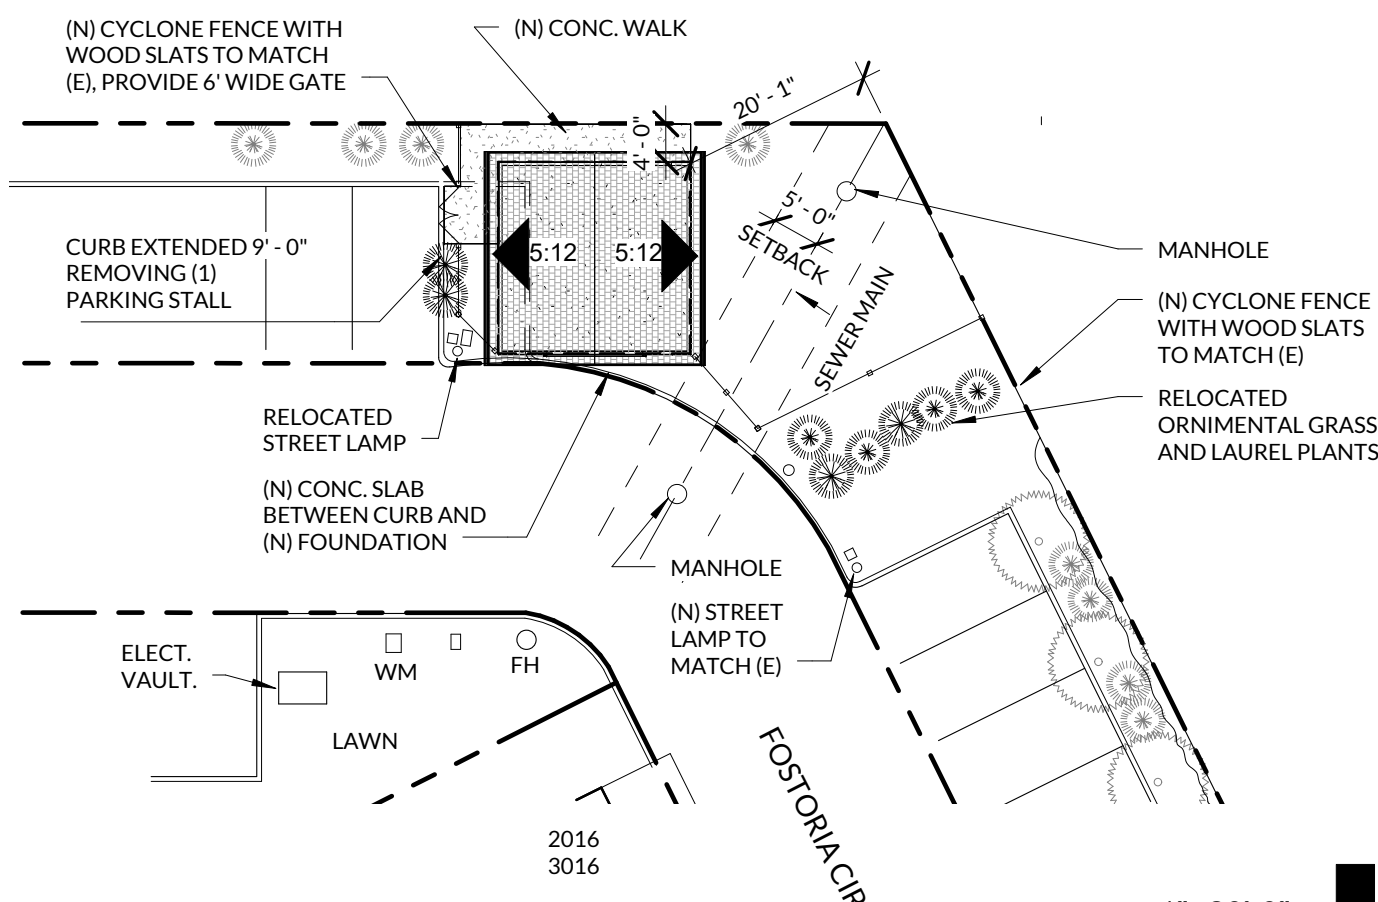 (N) CYCLONE FENCE WITH
WOOD SLATS TO MATCH
(E), PROVIDE 6' WIDE GATE
(N) CONC. WALK
20' - 1"
4' - 0"
5' - 0"
SETBACK
SEWER MAIN
5:12
5:12
CURB EXTENDED 9' - 0"
REMOVING (1)
PARKING STALL
MANHOLE
(N) CYCLONE FENCE
WITH WOOD SLATS
TO MATCH (E)
RELOCATED
ORNIMENTAL GRASS
AND LAUREL PLANTS
RELOCATED
STREET LAMP
(N) CONC. SLAB
BETWEEN CURB AND
(N) FOUNDATION
MANHOLE
(N) STREET
LAMP TO
MATCH (E)
ELECT.
VAULT.
WM
FH
LAWN
FOSTORIA CIR
2016
3016